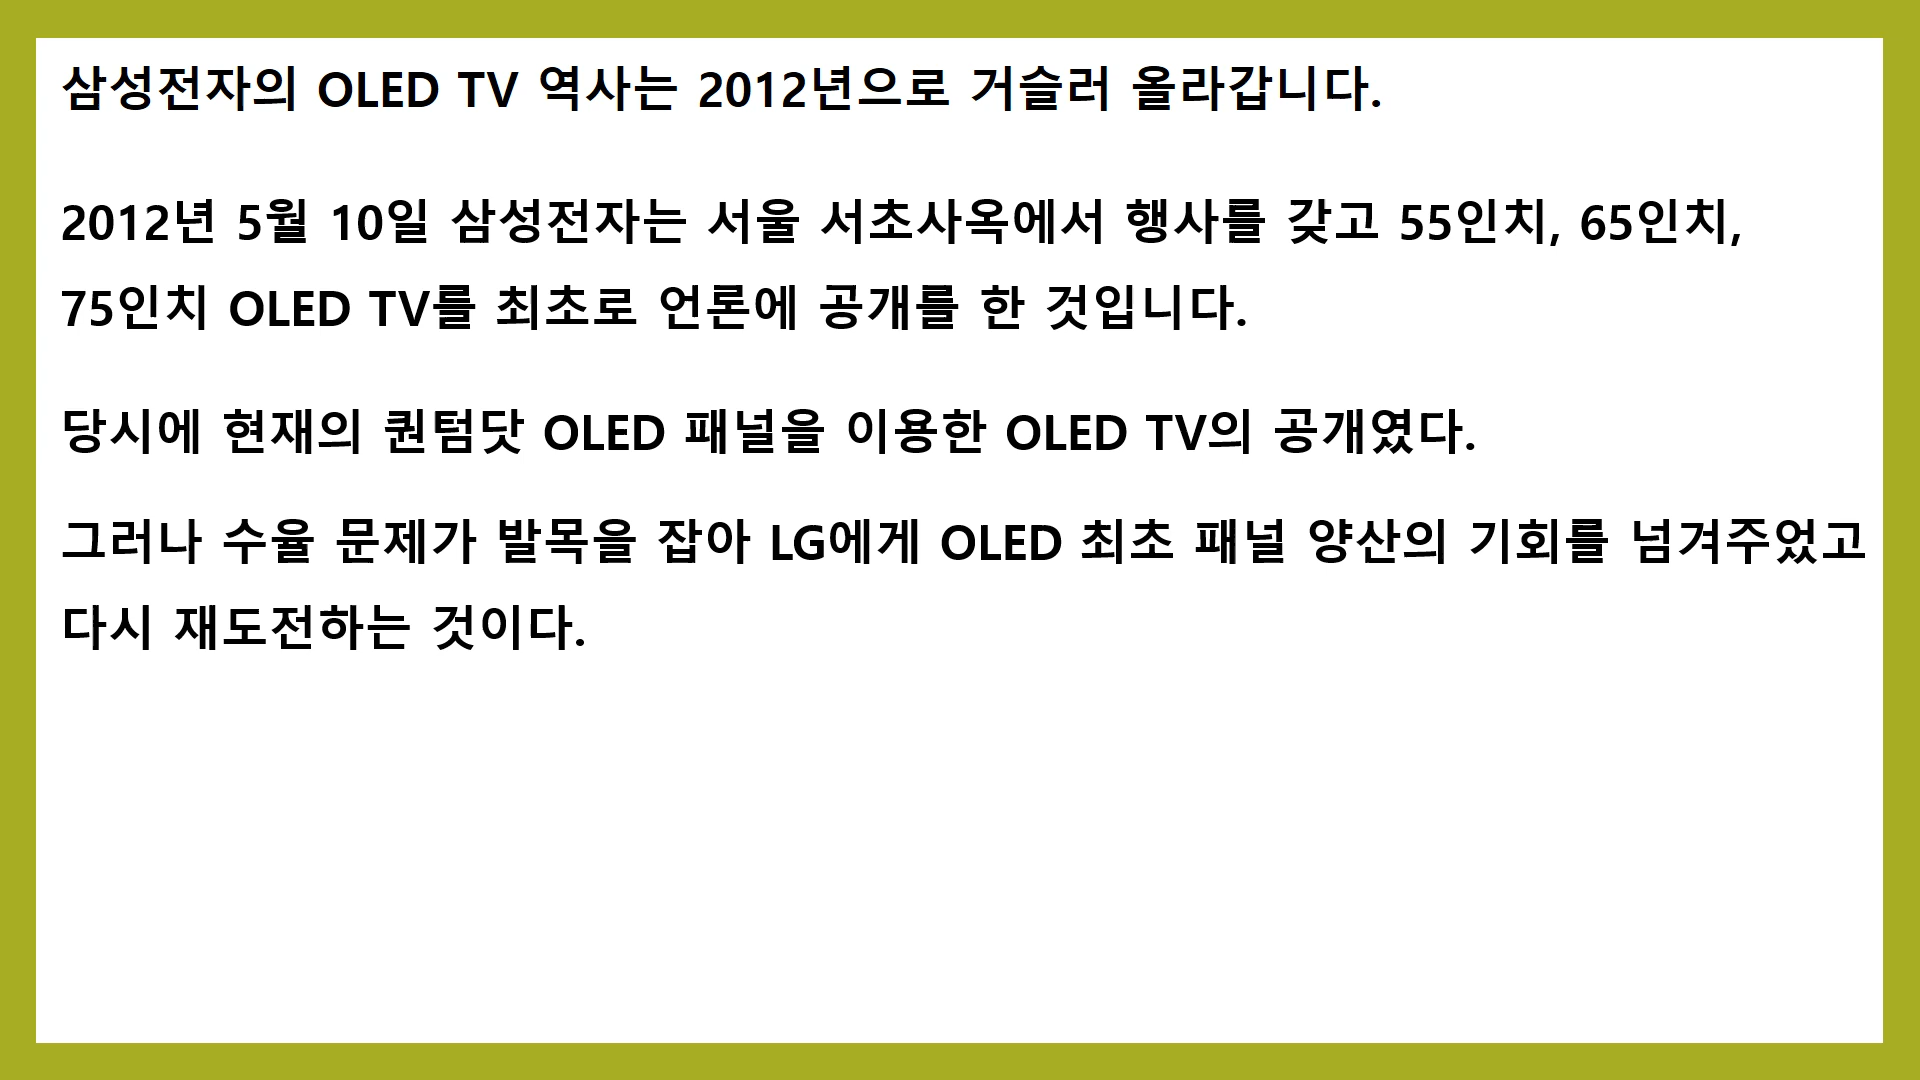 삼성전자의 OLED TV 역사는 2012년으로 거슬러 올라갑니다.
2012년 5월 10일 삼성전자는 서울 서초사옥에서 행사를 갖고 55인치, 65인치,
75인치 OLED TV를 최초로 언론에 공개를 한 것입니다.
당시에 현재의 퀀텀닷 OLED 패널을 이용한 OLED TV의 공개였다.
그러나 수율 문제가 발목을 잡아 LG에게 OLED 최초 패널 양산의 기회를 넘겨주었고
다시 재도전하는 것이다.